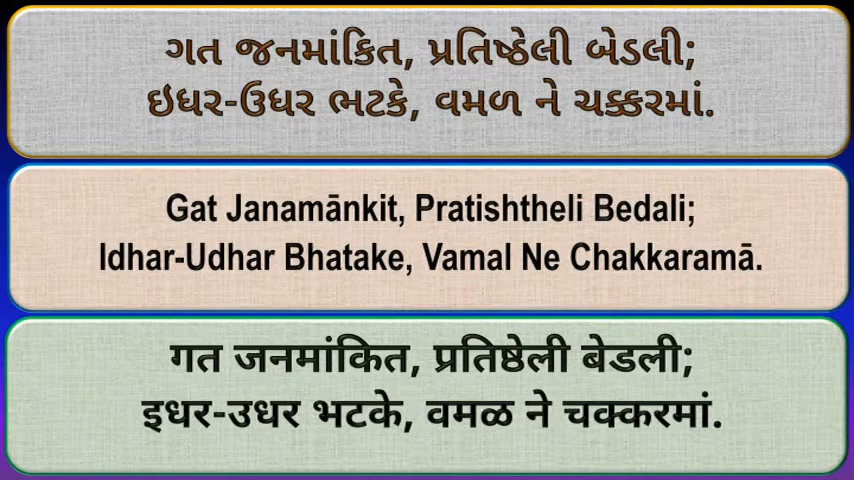 ગત જનમાંકિત, પ્રતિષ્ઠેલી બેડલી;
ઇધર-ઉધર ભટકે, વમળ ને ચક્કરમાં.
Gat Janamānkit, Pratishtheli Bedali;
Idhar-Udhar Bhatake, Vamal Ne Chakkaramā.
गत जनमांकित, प्रतिष्ठेली बेडली;
इधर-उधर भटके, वमळ ने चक्करमां.